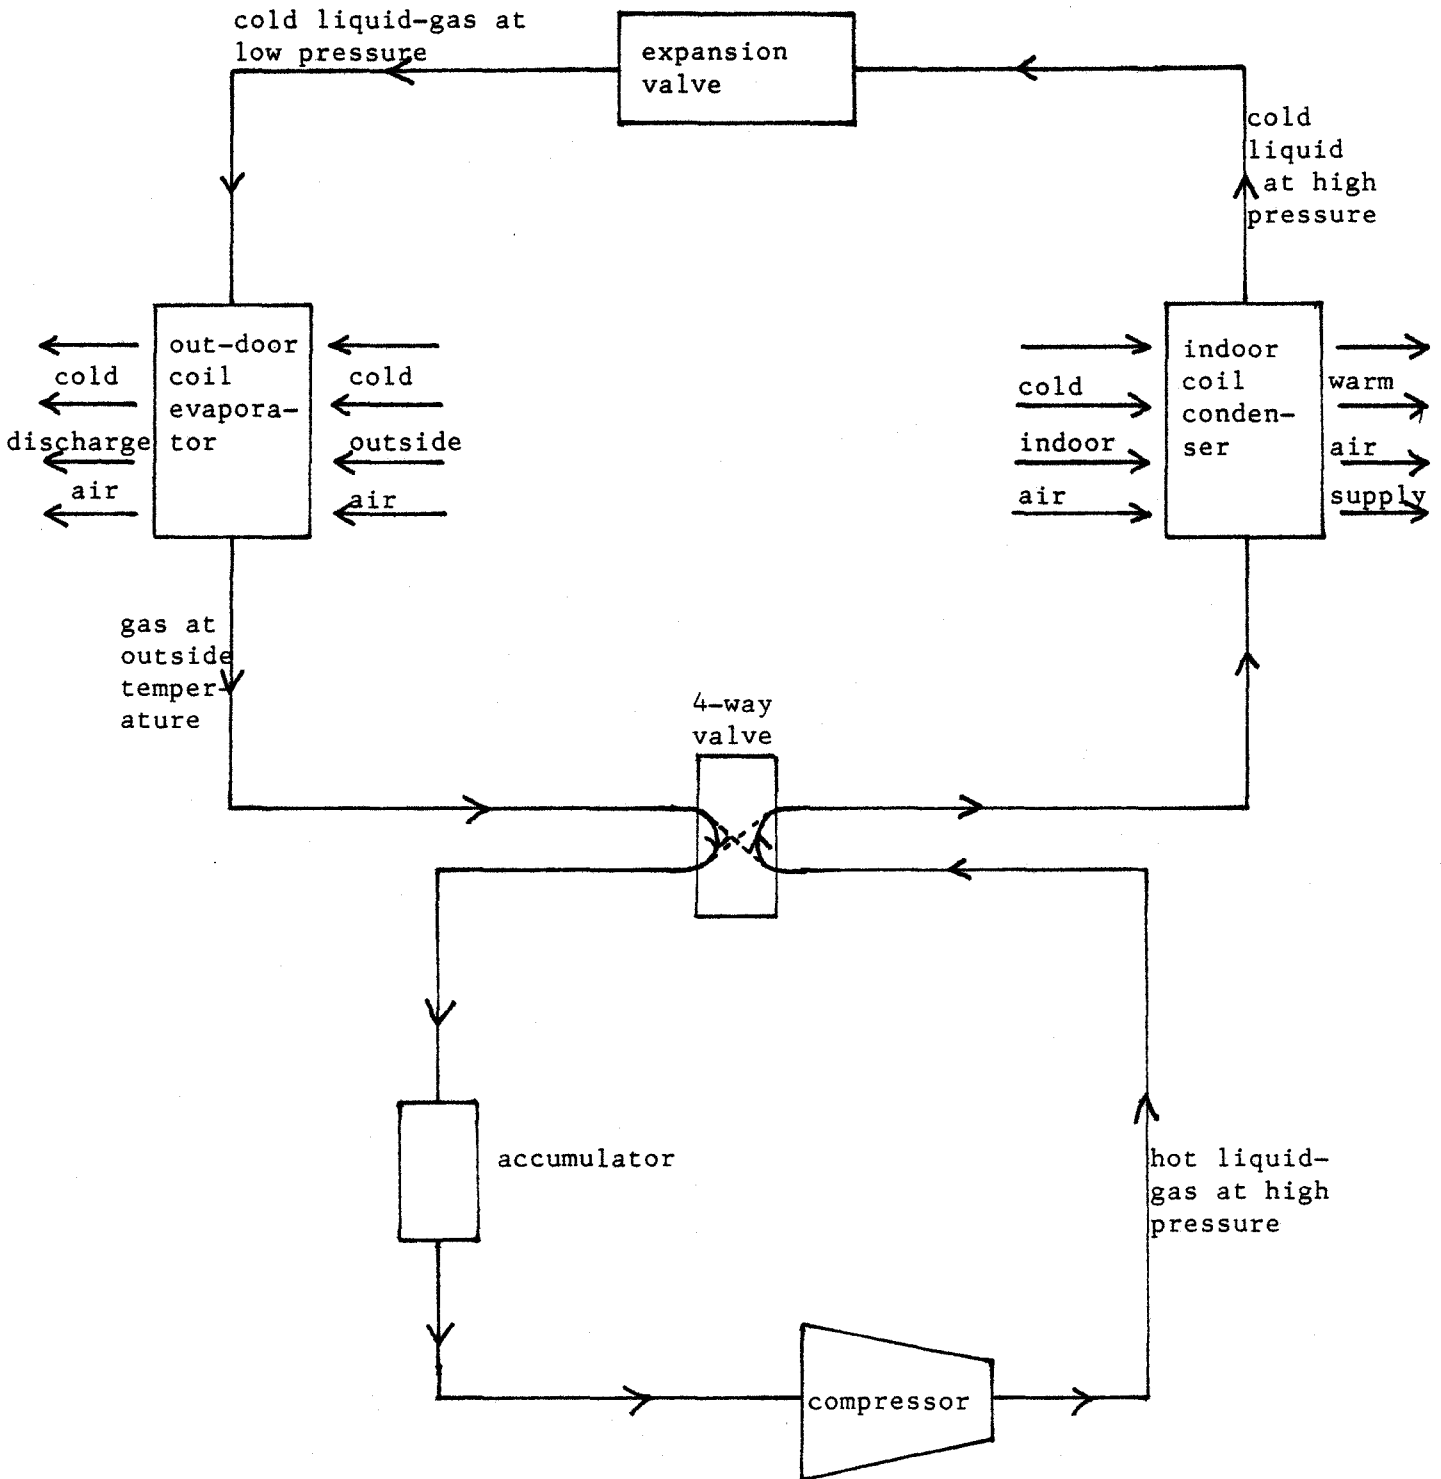 cold liquid-gas at
low pressure
expansion
valve
cold
liquid
at high
pressure
out-door
coil
evapora-
tor
cold
discharge
air
cold
outside
air
cold
indoor
air
indoor
coil
conden-
ser
warm
air
supply
gas at
outside
temper-
ature
4-way
valve
accumulator
hot liquid-
gas at high
pressure
compressor